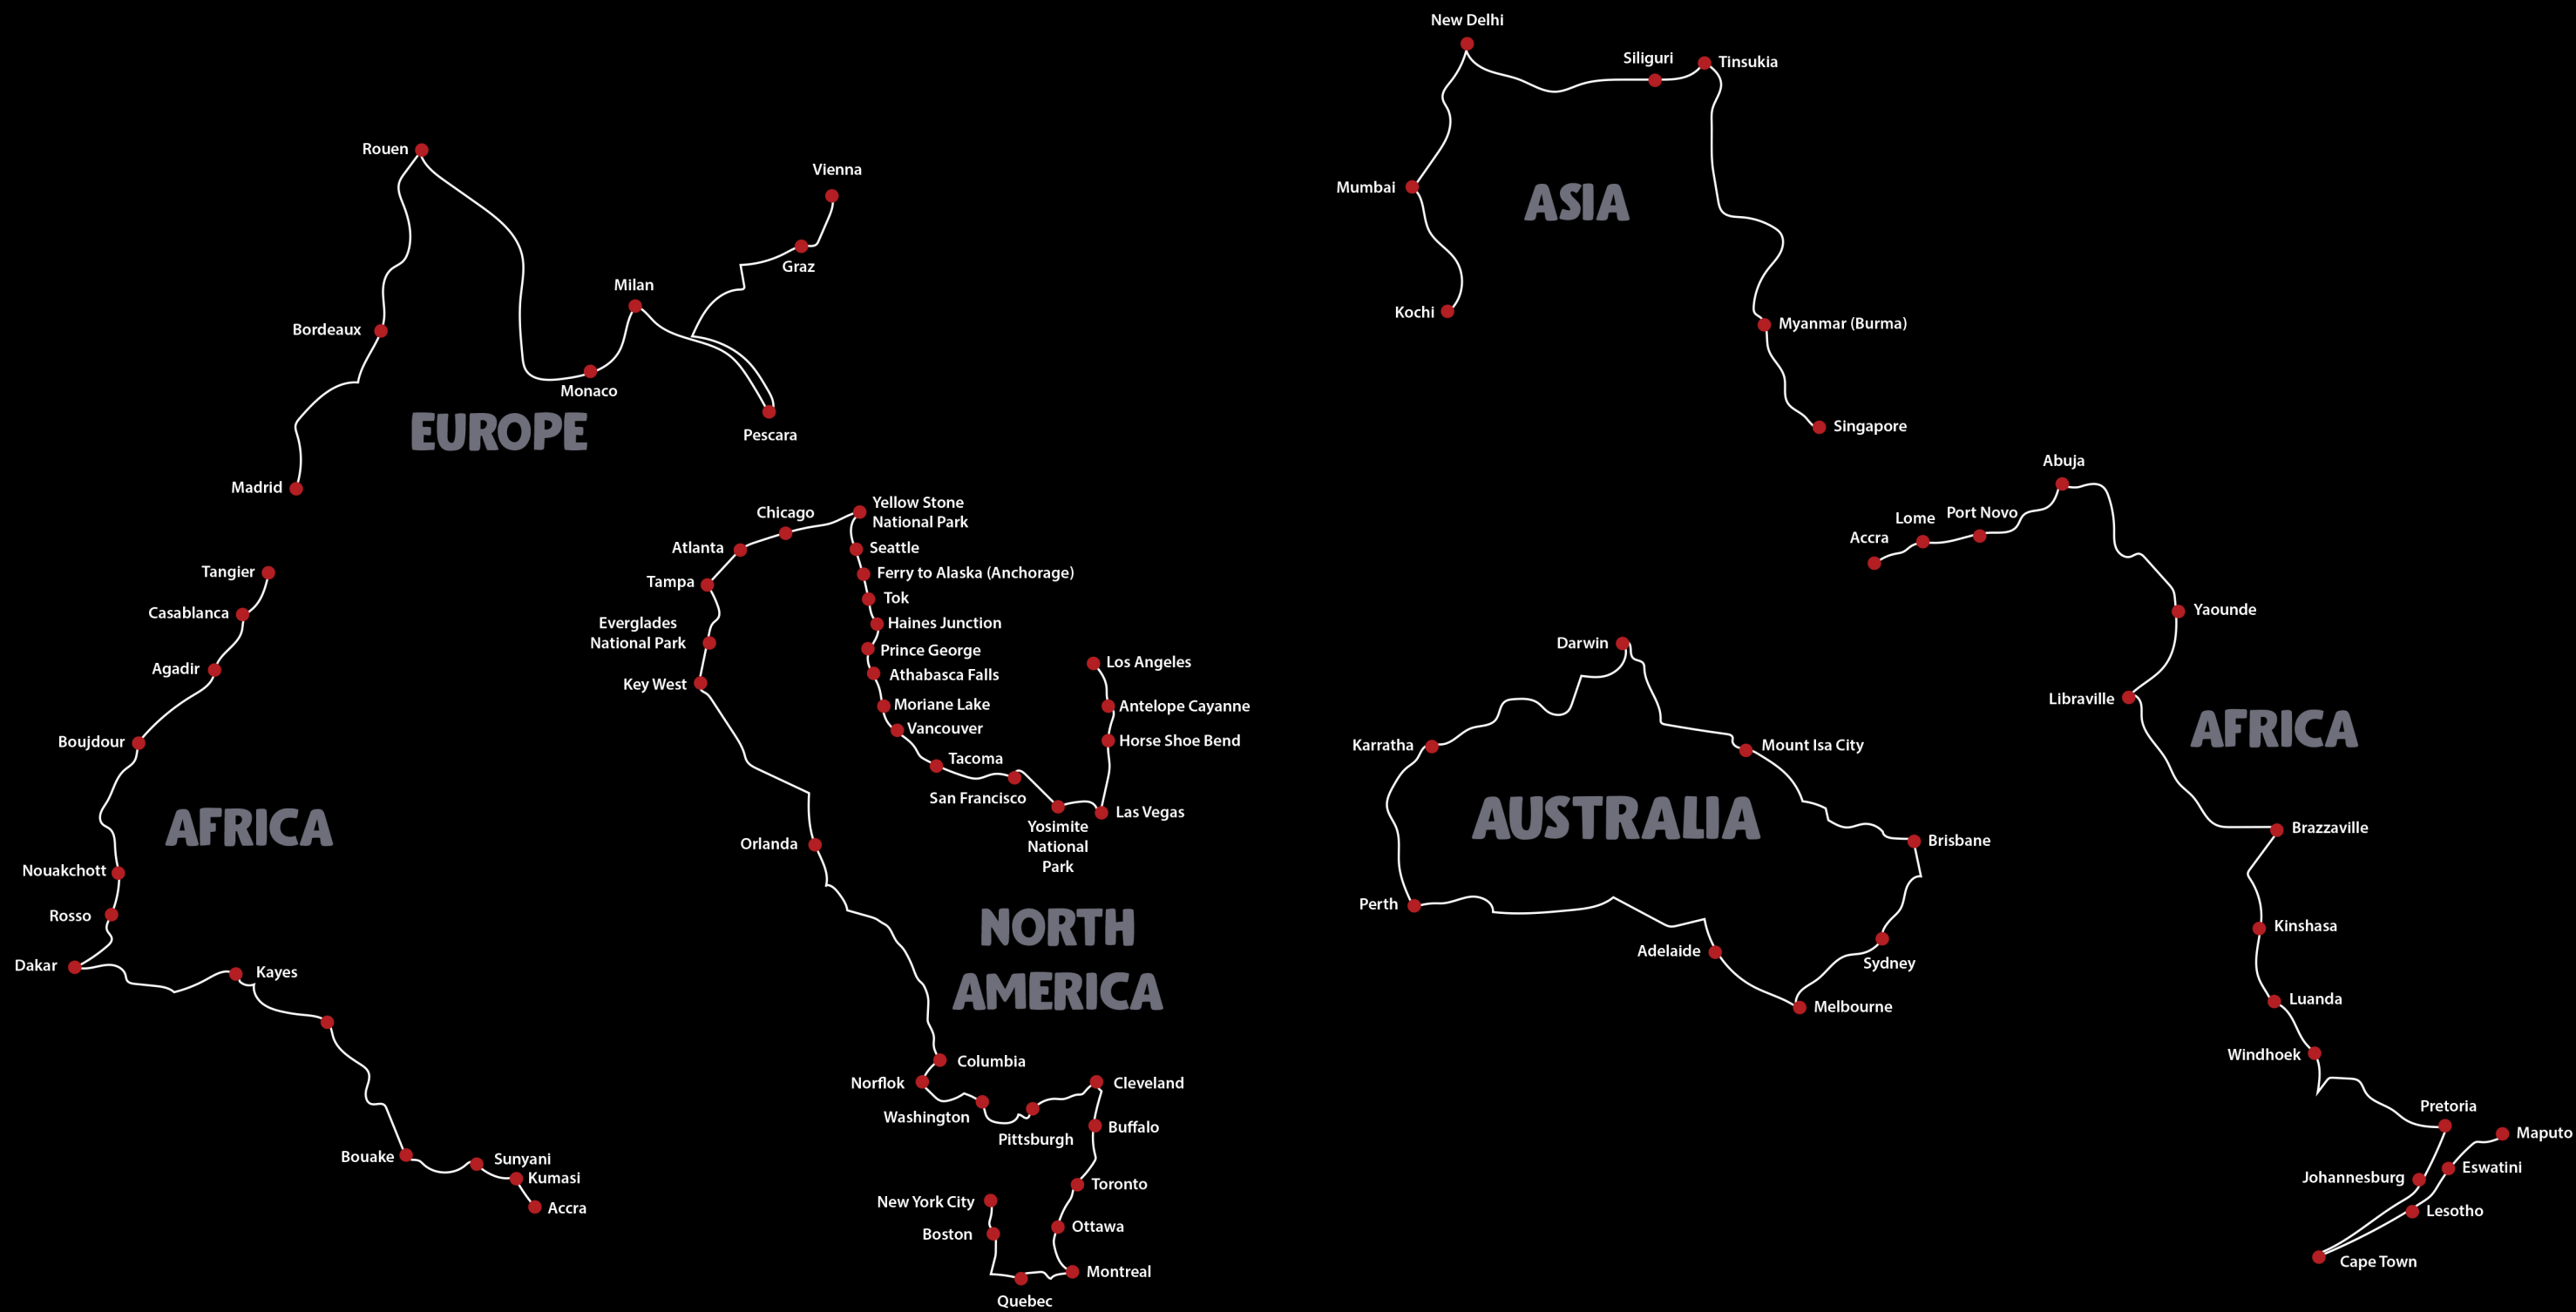 Rouen
Vienna
Graz
Milan
Bordeaux
Monaco
EUROPE
Pescara
Madrid
Tangier
Casablanca
Agadir
Boujdour
AFRICA
Nouakchott
Rosso
Dakar
Kayes
Bouake
Sunyani
Kumasi
Accra
Yellow Stone
National Park
Chicago
Atlanta
Seattle
Ferry to Alaska (Anchorage)
Tampa
Tok
Everglades
National Park
Haines Junction
Prince George
Athabasca Falls
Key West
Moriane Lake
Vancouver
Tacoma
San Francisco
Yosimite
National
Park
Los Angeles
Antelope Cayanne
Horse Shoe Bend
Las Vegas
Orlanda
NORTH
AMERICA
Columbia
Norflok
Washington
Pittsburgh
Cleveland
Buffalo
Toronto
New York City
Boston
Ottawa
Montreal
Quebec
New Delhi
Siliguri
Tinsukia
Mumbai
ASIA
Kochi
Myanmar (Burma)
Singapore
Darwin
Karratha
Mount Isa City
AUSTRALIA
Brisbane
Perth
Adelaide
Sydney
Melbourne
Abuja
Port Novo
Lome
Accra
Yaounde
Libraville
AFRICA
Brazzaville
Kinshasa
Luanda
Windhoek
Pretoria
Maputo
Eswatini
Johannesburg
Lesotho
Cape Town